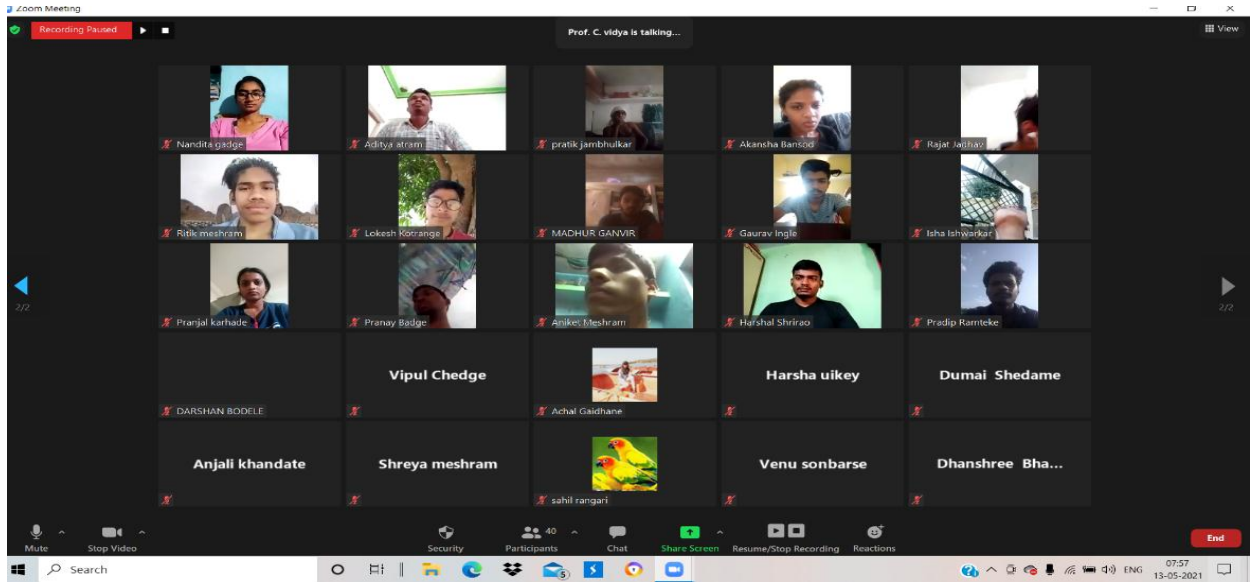 Zoom Meeting
Recording Paused
Prof. C. vidya is talking...
View
Nandita gadge
Aditya atram
pratik jambhulkar
Akansha Bansod
Rajat Jadhav
Ritik meshram
Lokesh Kotrange
MADHUR GANVIR
Gaurav Ingle
Isha Ishwarkar
2/2
2/2
Pranjal karhade
Pranay Badge
Aniket Meshram
Harshal Shrirao
Pradip Ramteke
DARSHAN BODELE
Vipul Chedge
Achal Gaidhane
Harsha uikey
Dumai Shedame
Anjali khandate
Shreya meshram
sahil rangari
Venu sonbarse
Dhanshree Bha...
Mute
Stop Video
Security
Participants
40
Chat
Share Screen
Resume/Stop Recording
Reactions
End
Search
5
ENG
07:57
13-05-2021